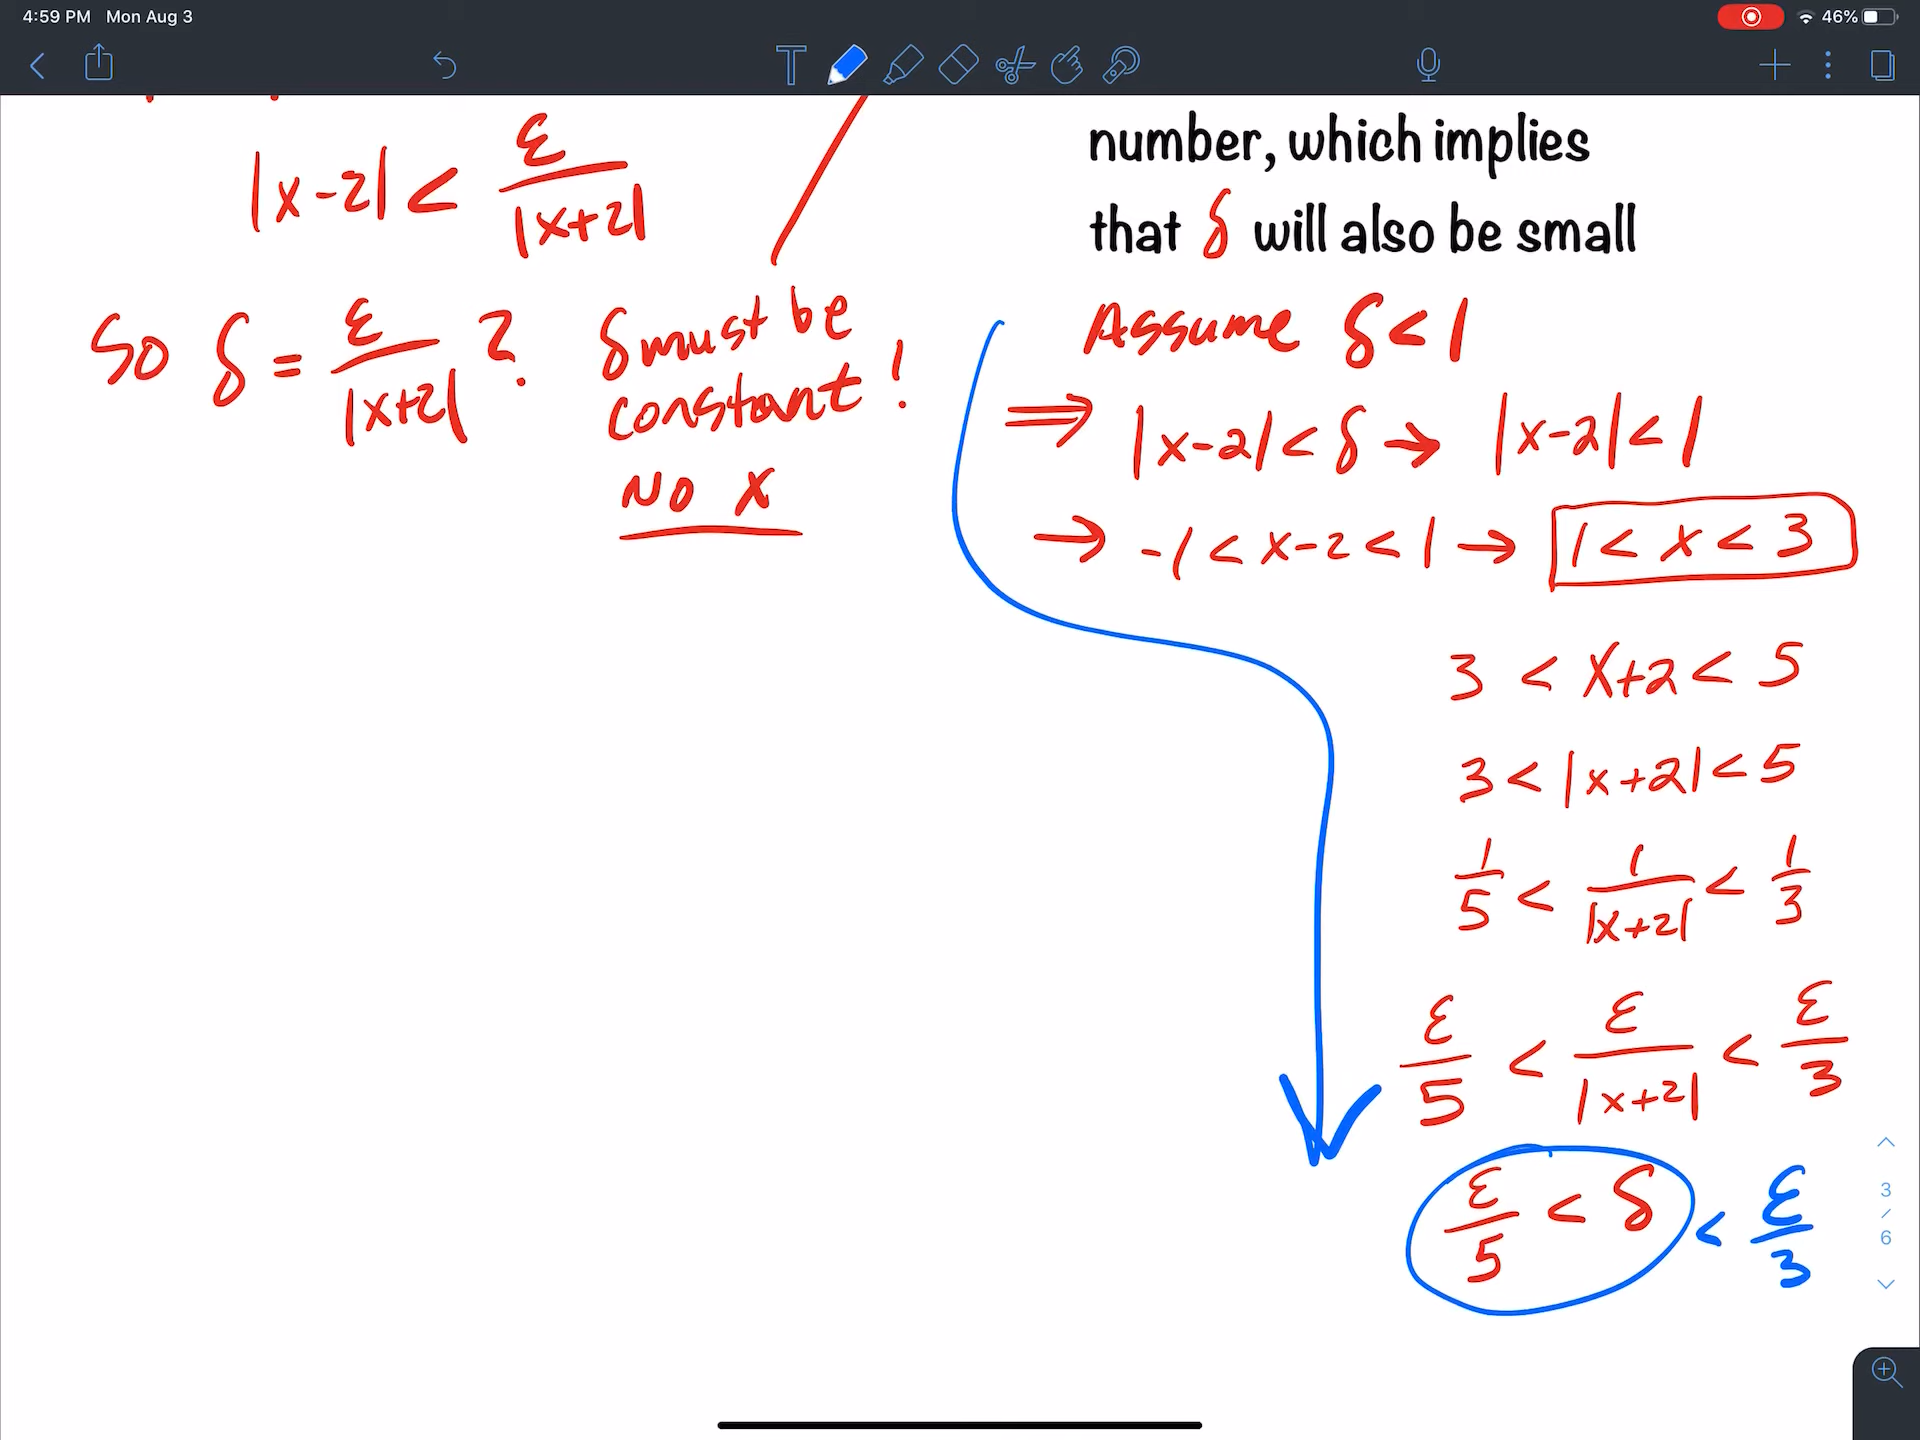 4:59 PM Mon Aug 3
46%
|x-2| < ε/|x+2|
So δ = ε/|x+2| ?
δ must be
constant!
NO X
number, which implies
that δ will also be small
Assume δ < 1
⇒ |x-2| < δ → |x-2| < 1
→ -1 < x-2 < 1 → 1 < x < 3
3 < x+2 < 5
3 < |x+2| < 5
1/5 < 1/|x+2| < 1/3
ε/5 < ε/|x+2| < ε/3
ε/5 < δ < ε/3
3
/
6